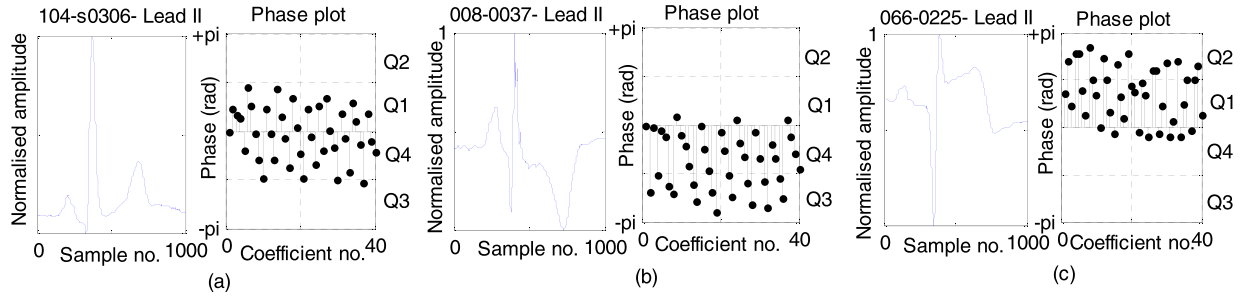 104-s0306- Lead II
Phase plot
Normalised amplitude
0
1000
Sample no.
+pi
-pi
Phase (rad)
Q2
Q1
Q4
Q3
0
40
Coefficient no.
(a)
008-0037- Lead II
Phase plot
1
Normalised amplitude
0
1000
Sample no.
+pi
-pi
Phase (rad)
Q2
Q1
Q4
Q3
0
40
Coefficient no.
(b)
066-0225- Lead II
Phase plot
1
Normalised amplitude
0
1000
Sample no.
+pi
-pi
Phase (rad)
Q2
Q1
Q4
Q3
0
40
Coefficient no.
(c)